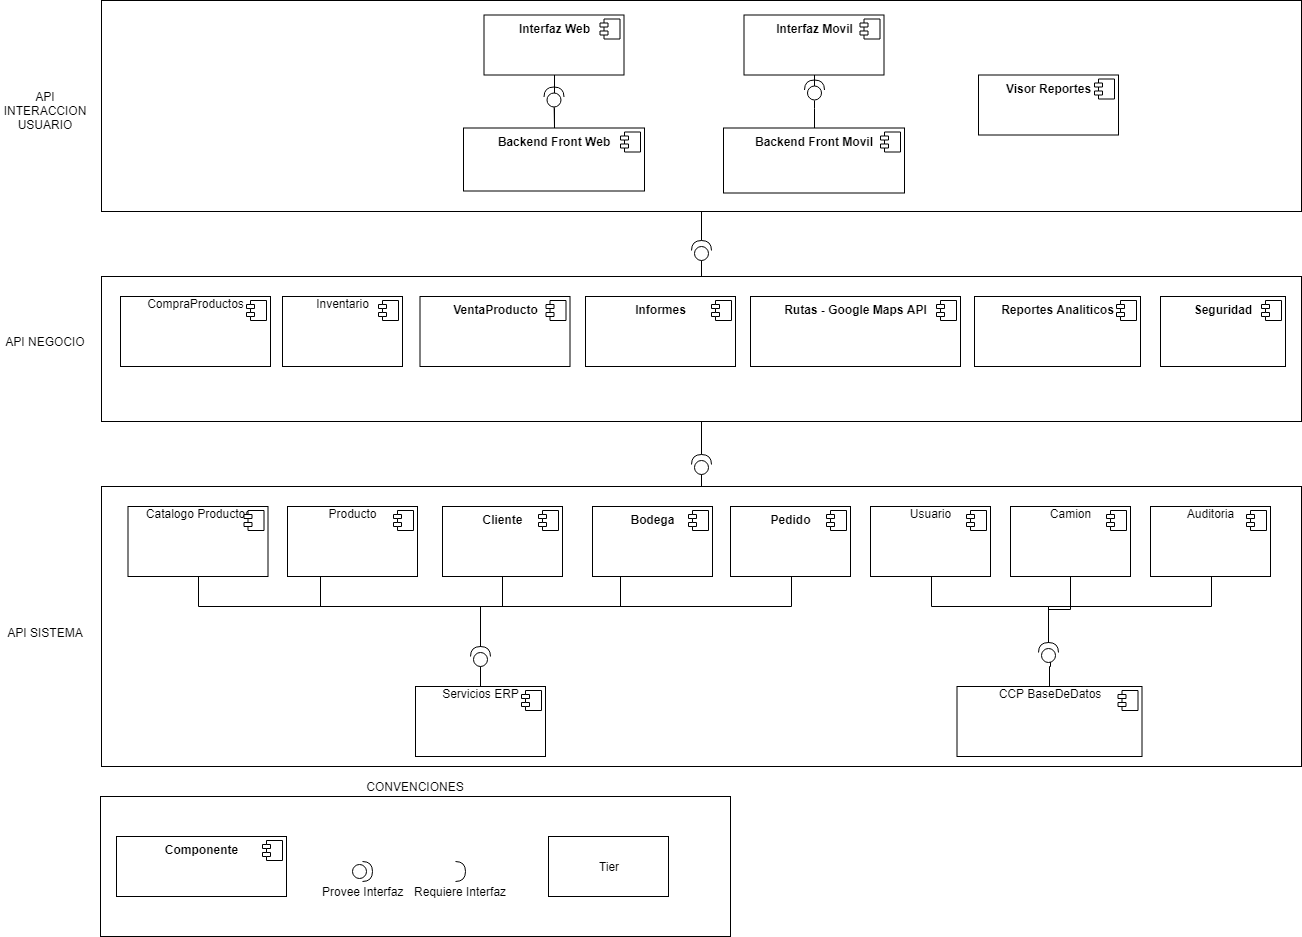 API
INTERACCION
USUARIO
Interfaz Web
Interfaz Movil
Visor Reportes
Backend Front Web
Backend Front Movil
API NEGOCIO
CompraProductos
Inventario
VentaProducto
Informes
Rutas - Google Maps API
Reportes Analiticos
Seguridad
API SISTEMA
Catalogo Productos
Producto
Cliente
Bodega
Pedido
Usuario
Camion
Auditoria
Servicios ERP
CCP BaseDeDatos
CONVENCIONES
Componente
Provee Interfaz
Requiere Interfaz
Tier